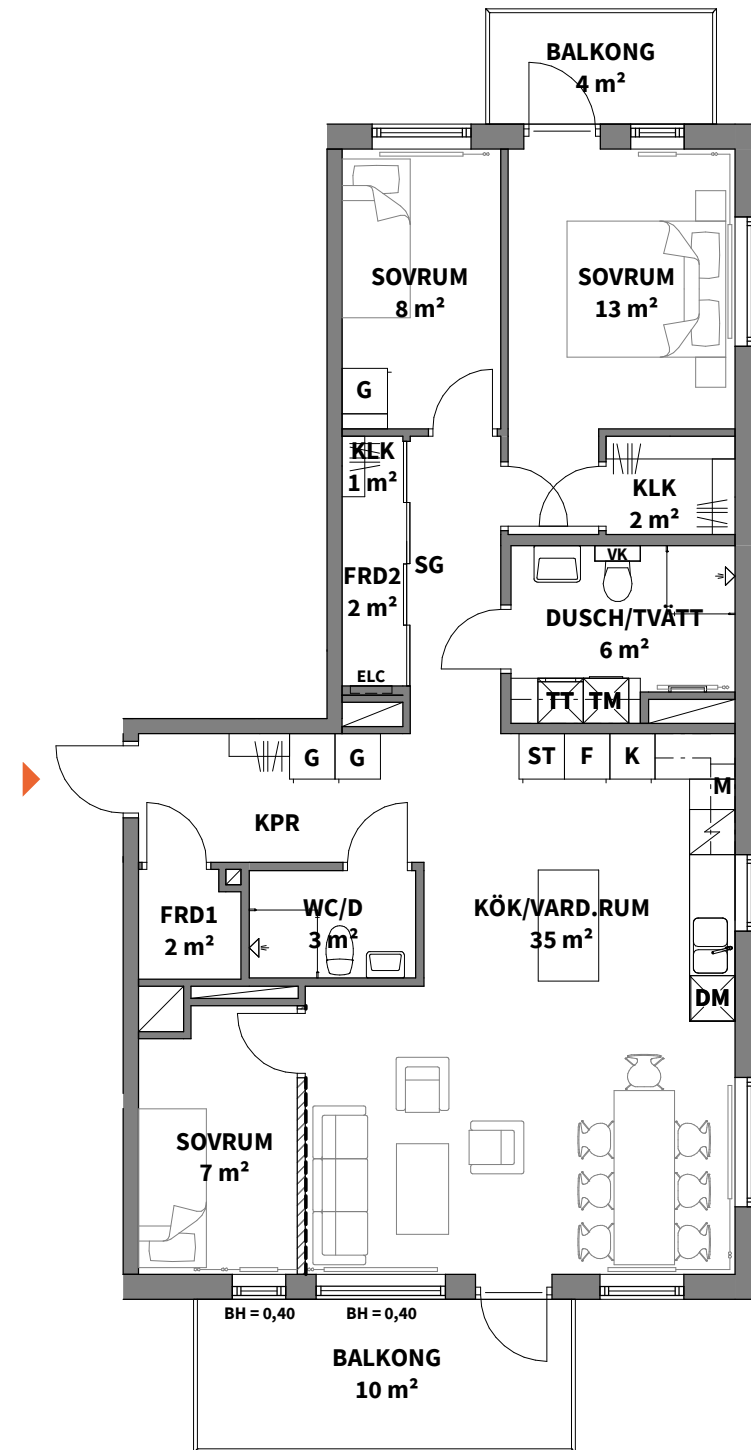 BALKONG
4 m²
SOVRUM
8 m²
SOVRUM
13 m²
G
KLK
1 m²
KLK
2 m²
SG
VK
FRD2
2 m²
DUSCH/TVÄTT
6 m²
ELC
TT
TM
G
G
ST
F
K
M
KPR
FRD1
2 m²
WC/D
3 m²
KÖK/VARD.RUM
35 m²
DM
SOVRUM
7 m²
BH = 0,40
BH = 0,40
BALKONG
10 m²